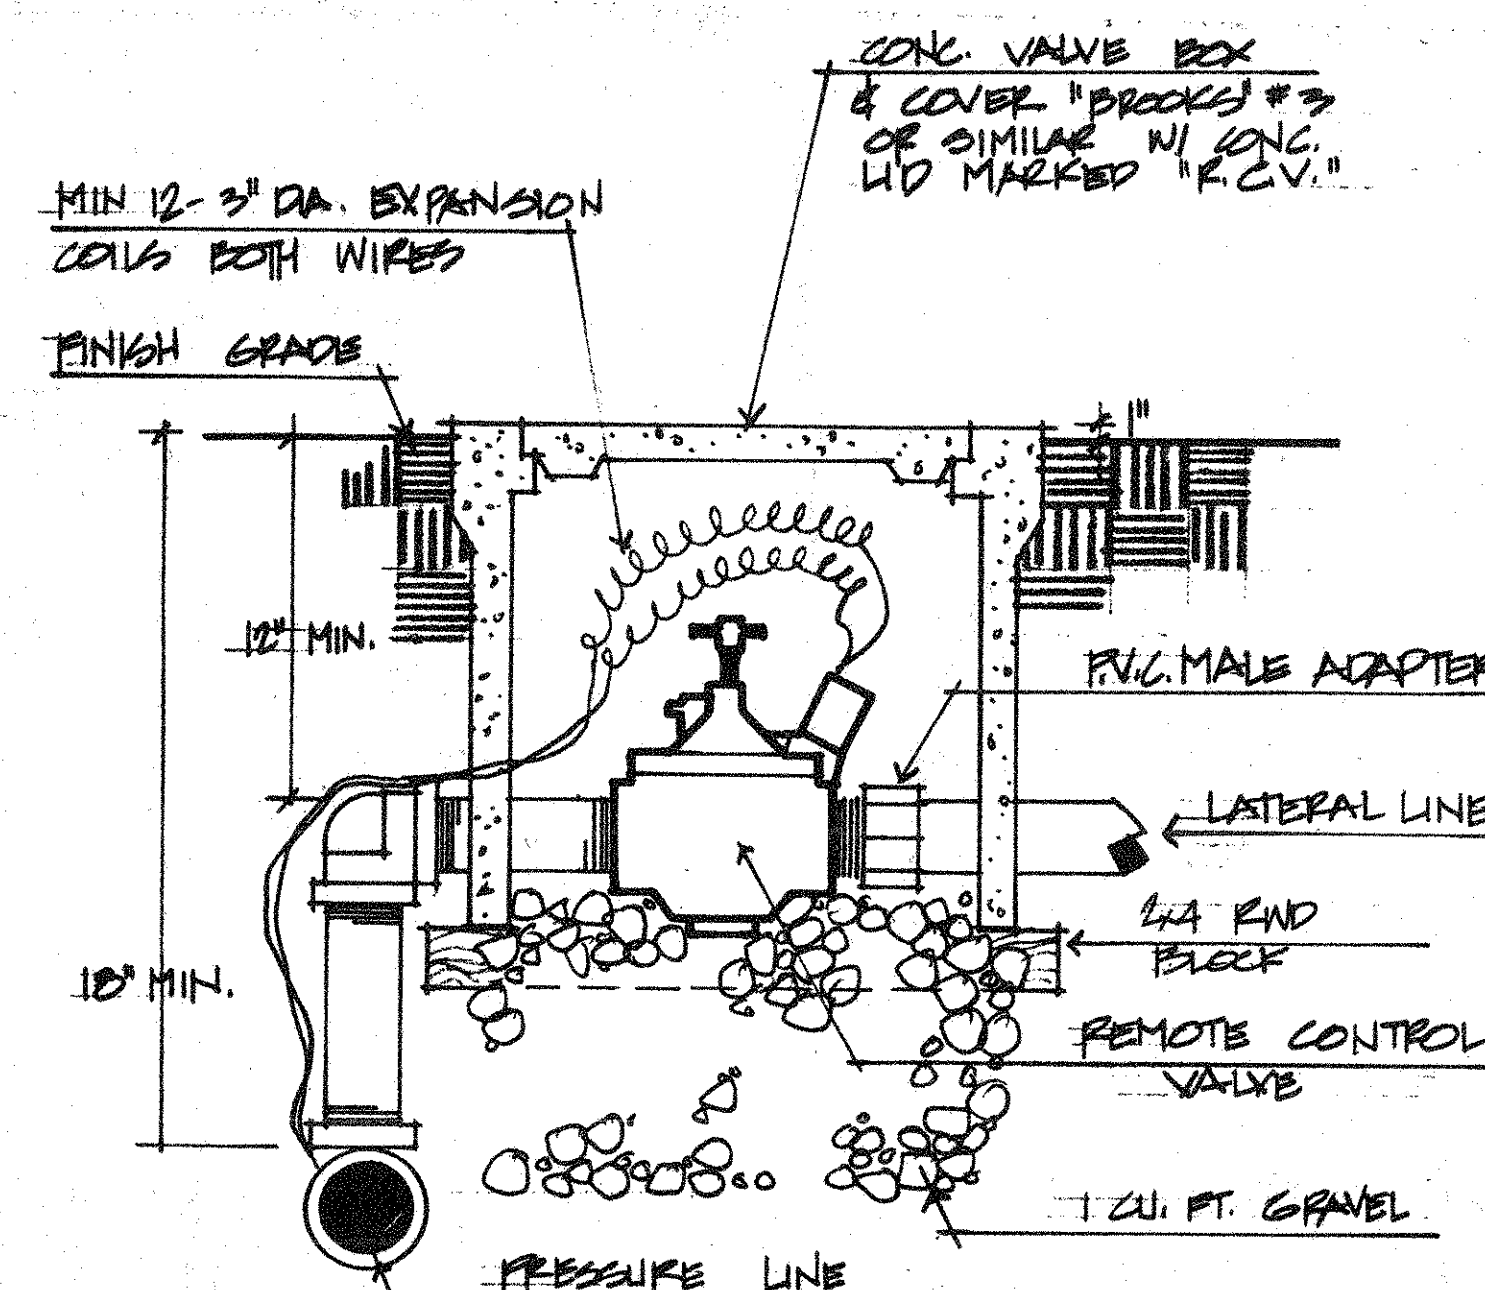 CONC. VALVE BOX
& COVER "BROOKS" #3
OR SIMILAR W/ CONC.
LID MARKED "R.C.V."
MIN 12- 3" DIA. EXPANSION
COILS BOTH WIRES
FINISH GRADE
1"
12" MIN.
P.V.C. MALE ADAPTER
LATERAL LINE
2x4 RWD
BLOCK
18" MIN.
REMOTE CONTROL
VALVE
1 CU. FT. GRAVEL
PRESSURE LINE